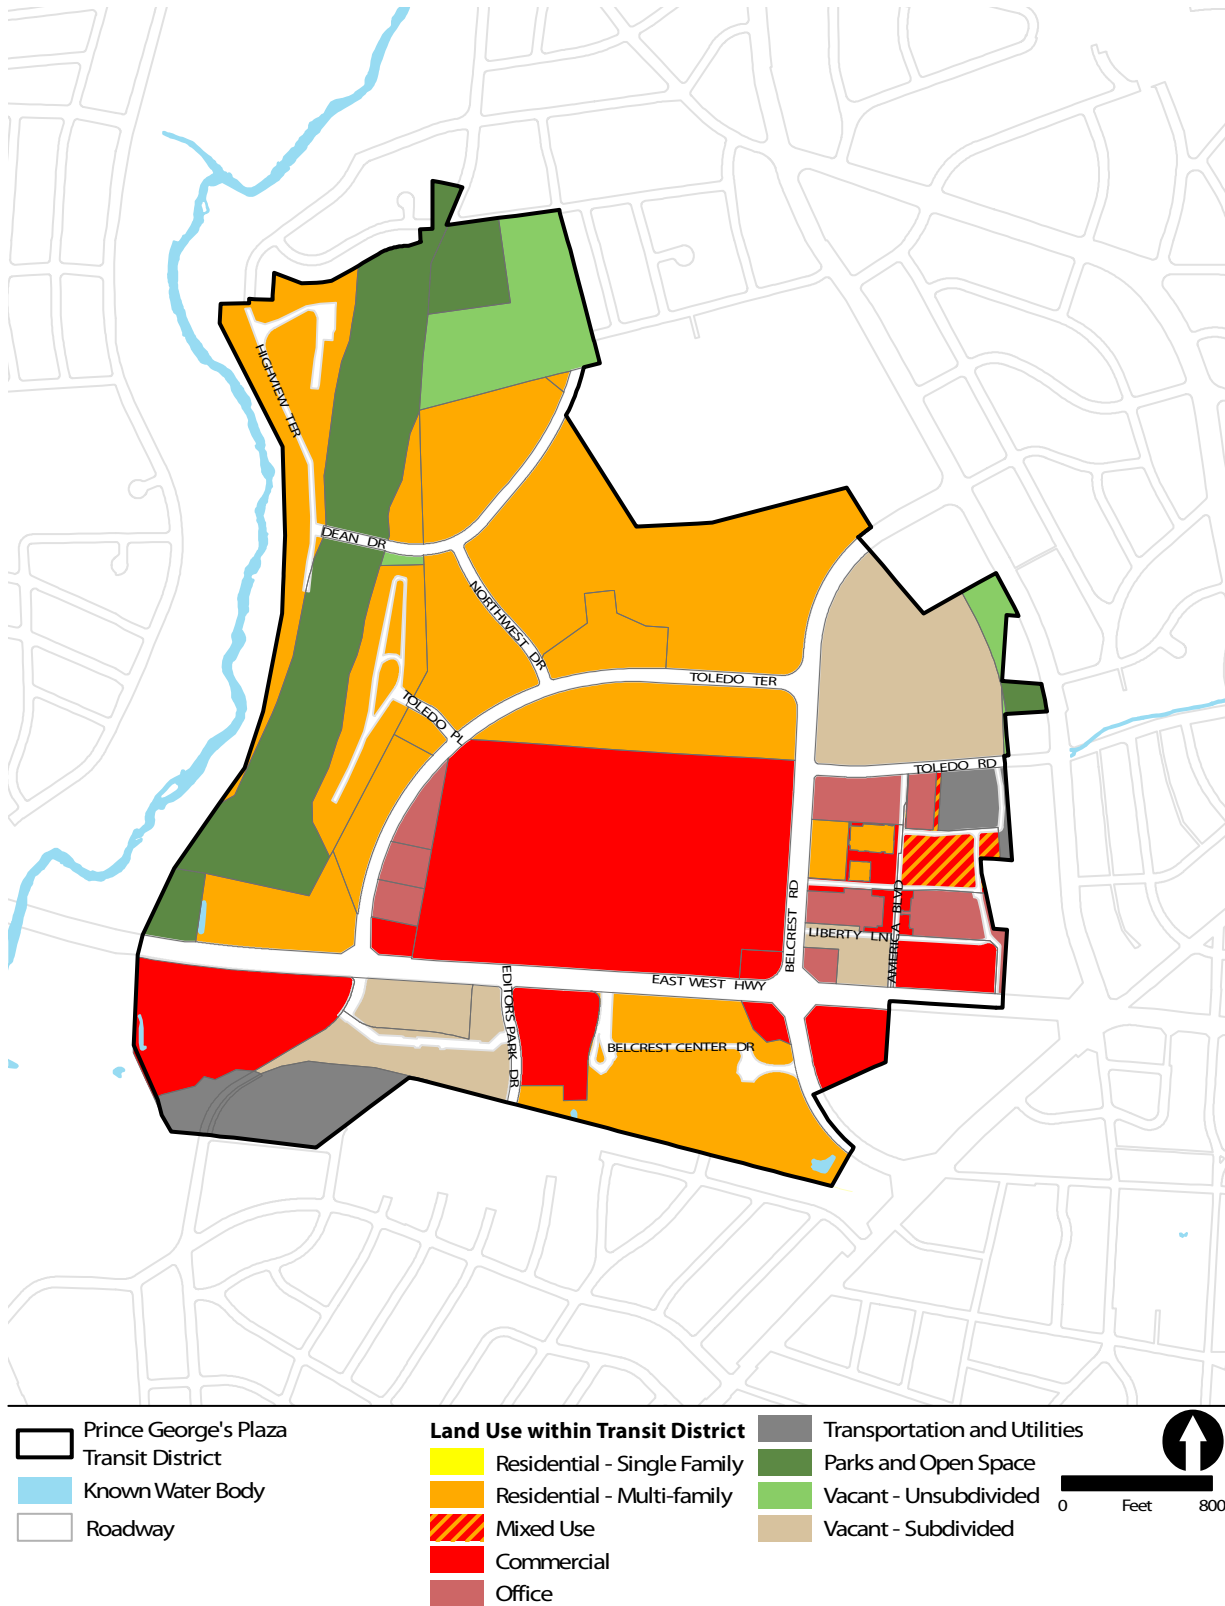 HIGHVIEW TER
DEAN DR
NORTHWEST DR
TOLEDO TER
TOLEDO PL
TOLEDO RD
BELCREST RD
AMERICA BLVD
LIBERTY LN
EAST WEST HWY
EDITORS PARK DR
BELCREST CENTER DR
Prince George's Plaza
Transit District
Known Water Body
Roadway
Land Use within Transit District
Residential - Single Family
Residential - Multi-family
Mixed Use
Commercial
Office
Transportation and Utilities
Parks and Open Space
Vacant - Unsubdivided
Vacant - Subdivided
0 Feet 800